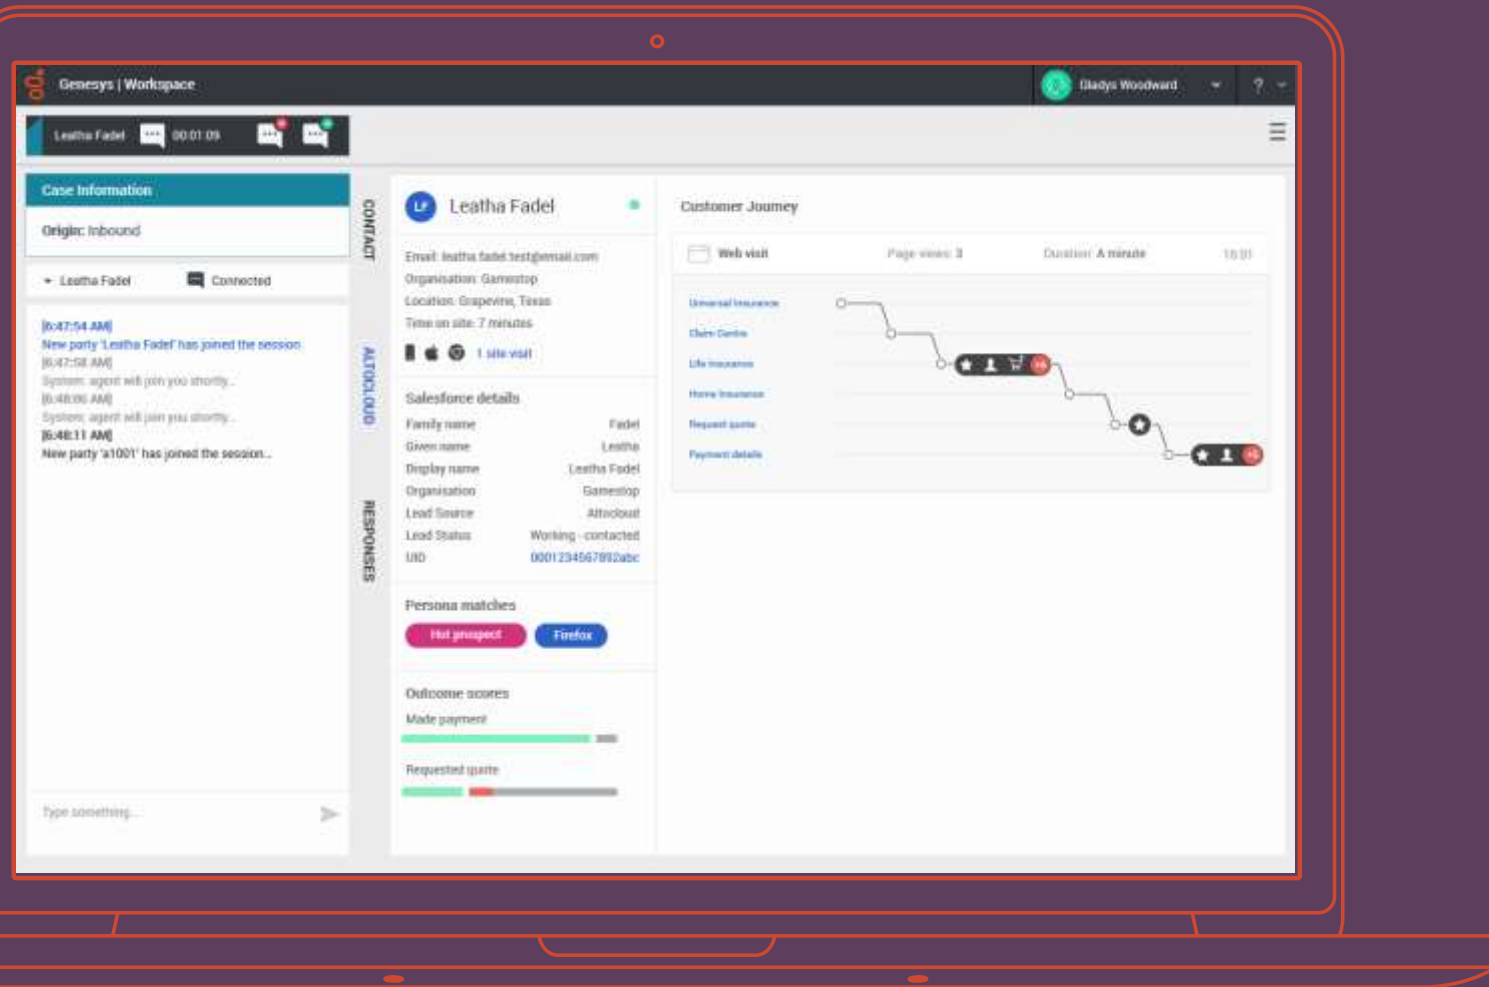 Genesys | Workspace
Gladys Woodward
?
Leatha Fadel
00:01:09
Case Information
Origin: Inbound
Leatha Fadel
Connected
[6:47:54 AM]
New party 'Leatha Fadel' has joined the session
[6:47:58 AM]
System: agent will join you shortly...
[6:48:06 AM]
System: agent will join you shortly...
[6:48:11 AM]
New party 'a1001' has joined the session...
Type something...
CONTACT
ALTOCLOUD
RESPONSES
LF
Leatha Fadel
Email: leatha.fadel.test@email.com
Organisation: Gamestop
Location: Grapevine, Texas
Time on site: 7 minutes
1 site visit
Salesforce details
Family name Fadel
Given name Leatha
Display name Leatha Fadel
Organisation Gamestop
Lead Source Altocloud
Lead Status Working - contacted
UID 0001234567892abc
Persona matches
Hot prospect
Firefox
Outcome scores
Made payment
Requested quote
Customer Journey
Web visit
Page views: 3
Duration: A minute
Universal Insurance
Claim Centre
Life Insurance
Home Insurance
Request quote
Payment details